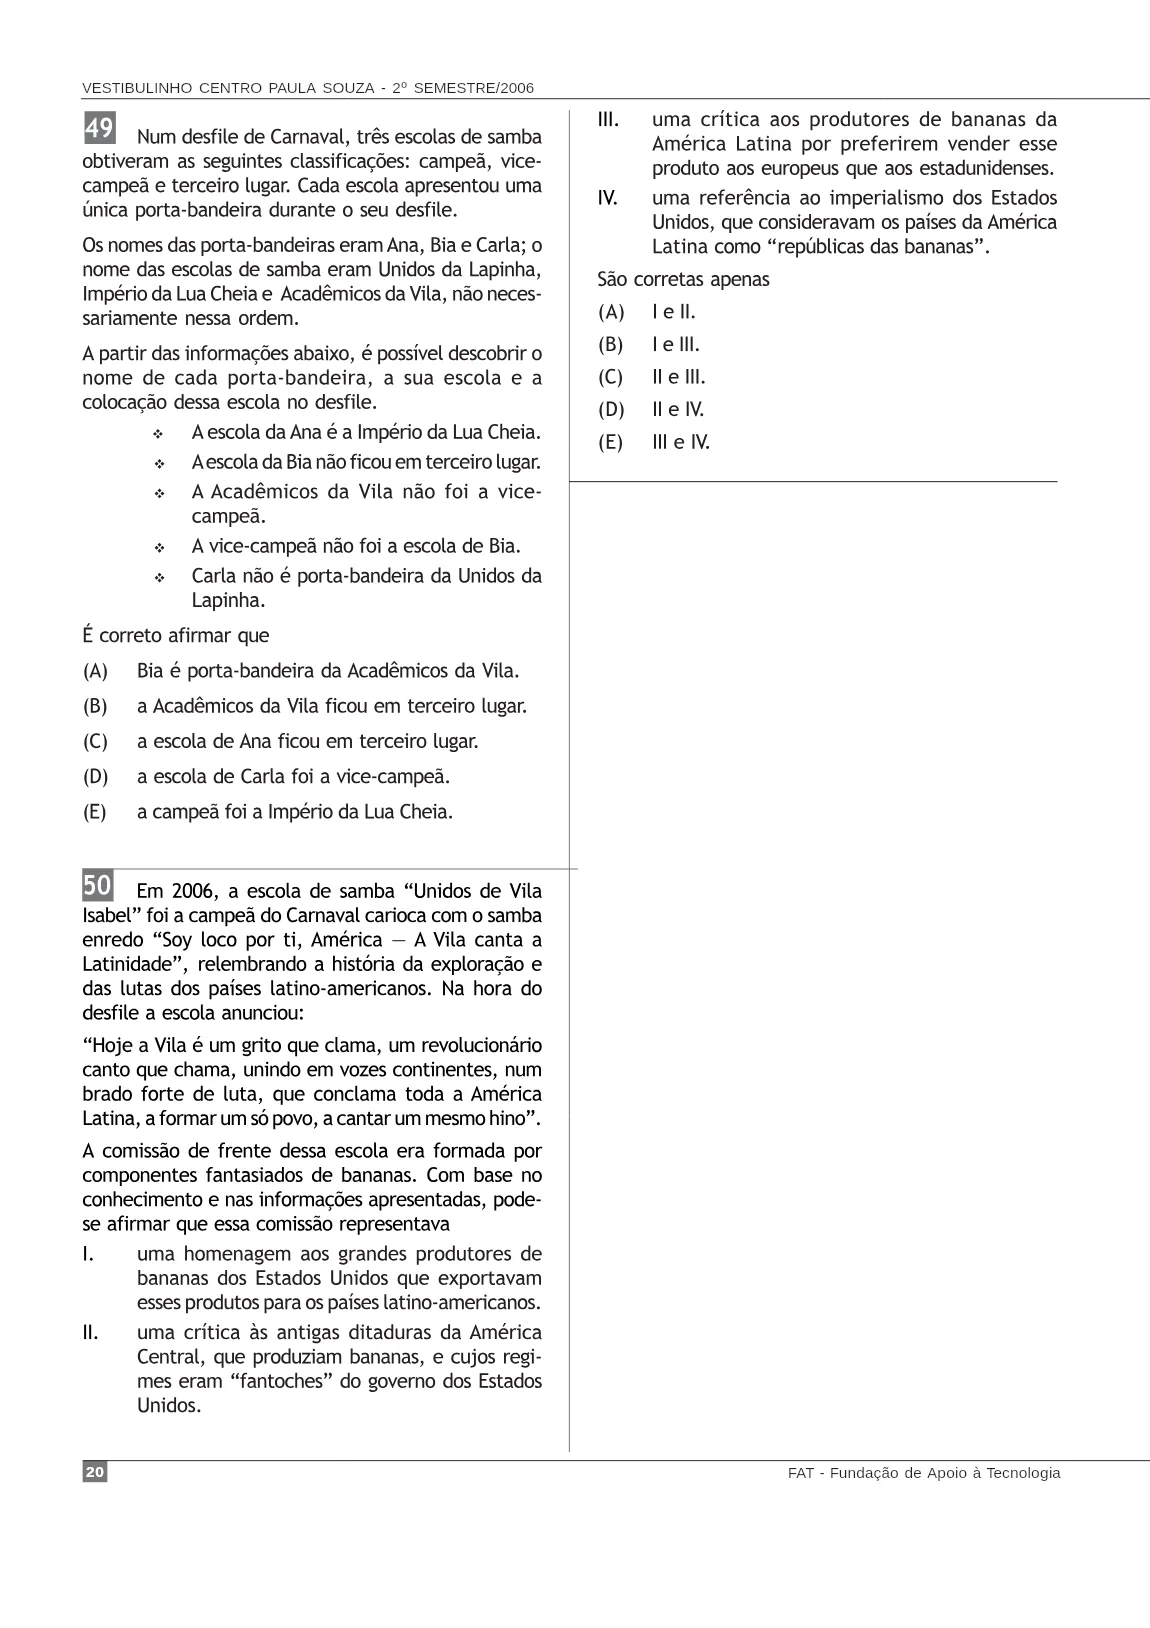 VESTIBULINHO CENTRO PAULA SOUZA - 2º SEMESTRE/2006
49 Num desfile de Carnaval, três escolas de samba
obtiveram as seguintes classificações: campeã, vice-
campeã e terceiro lugar. Cada escola apresentou uma
única porta-bandeira durante o seu desfile.
Os nomes das porta-bandeiras eram Ana, Bia e Carla; o
nome das escolas de samba eram Unidos da Lapinha,
Império da Lua Cheia e Acadêmicos da Vila, não neces-
sariamente nessa ordem.
A partir das informações abaixo, é possível descobrir o
nome de cada porta-bandeira, a sua escola e a
colocação dessa escola no desfile.
❖ A escola da Ana é a Império da Lua Cheia.
❖ A escola da Bia não ficou em terceiro lugar.
❖ A Acadêmicos da Vila não foi a vice-
campeã.
❖ A vice-campeã não foi a escola de Bia.
❖ Carla não é porta-bandeira da Unidos da
Lapinha.
É correto afirmar que
(A) Bia é porta-bandeira da Acadêmicos da Vila.
(B) a Acadêmicos da Vila ficou em terceiro lugar.
(C) a escola de Ana ficou em terceiro lugar.
(D) a escola de Carla foi a vice-campeã.
(E) a campeã foi a Império da Lua Cheia.
50 Em 2006, a escola de samba “Unidos de Vila
Isabel” foi a campeã do Carnaval carioca com o samba
enredo “Soy loco por ti, América — A Vila canta a
Latinidade”, relembrando a história da exploração e
das lutas dos países latino-americanos. Na hora do
desfile a escola anunciou:
“Hoje a Vila é um grito que clama, um revolucionário
canto que chama, unindo em vozes continentes, num
brado forte de luta, que conclama toda a América
Latina, a formar um só povo, a cantar um mesmo hino”.
A comissão de frente dessa escola era formada por
componentes fantasiados de bananas. Com base no
conhecimento e nas informações apresentadas, pode-
se afirmar que essa comissão representava
I. uma homenagem aos grandes produtores de
bananas dos Estados Unidos que exportavam
esses produtos para os países latino-americanos.
II. uma crítica às antigas ditaduras da América
Central, que produziam bananas, e cujos regi-
mes eram “fantoches” do governo dos Estados
Unidos.
III. uma crítica aos produtores de bananas da
América Latina por preferirem vender esse
produto aos europeus que aos estadunidenses.
IV. uma referência ao imperialismo dos Estados
Unidos, que consideravam os países da América
Latina como “repúblicas das bananas”.
São corretas apenas
(A) I e II.
(B) I e III.
(C) II e III.
(D) II e IV.
(E) III e IV.
20
FAT - Fundação de Apoio à Tecnologia